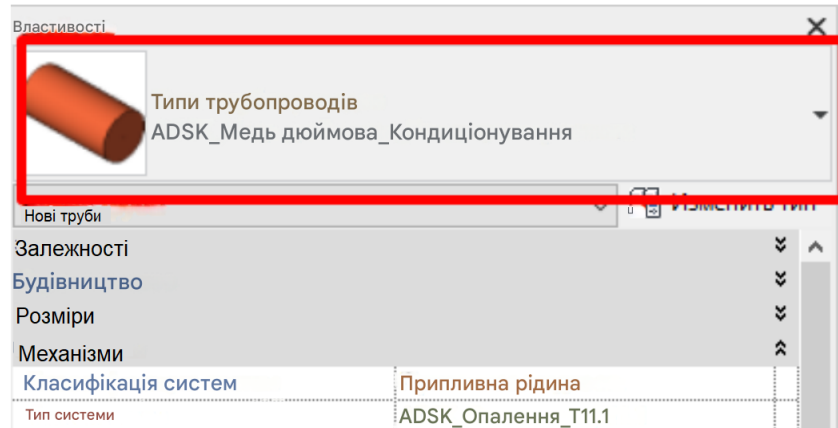 Властивості
Типи трубопроводів
ADSK_Медь дюймова_Кондиціонування
Нові труби
Изменить тип
Залежності
Будівництво
Розміри
Механізми
Класифікація систем Припливна рідина
Тип системи ADSK_Опалення_Т11.1